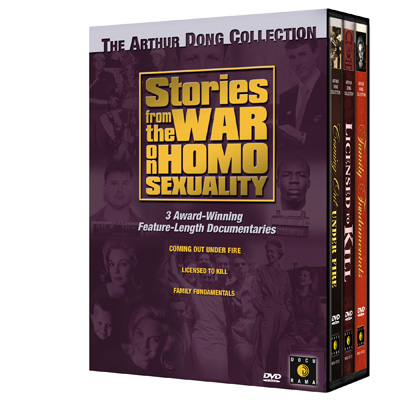 THE ARTHUR DONG COLLECTION
Stories
from the WAR
on HOMO
SEXUALITY
3 Award-Winning
Feature-Length Documentaries
COMING OUT UNDER FIRE
LICENSED TO KILL
FAMILY FUNDAMENTALS
DVD
DOCU
RAMA
Coming Out UNDER FIRE
DVD
LICENSED TO KILL
DVD
Family Fundamentals
DVD